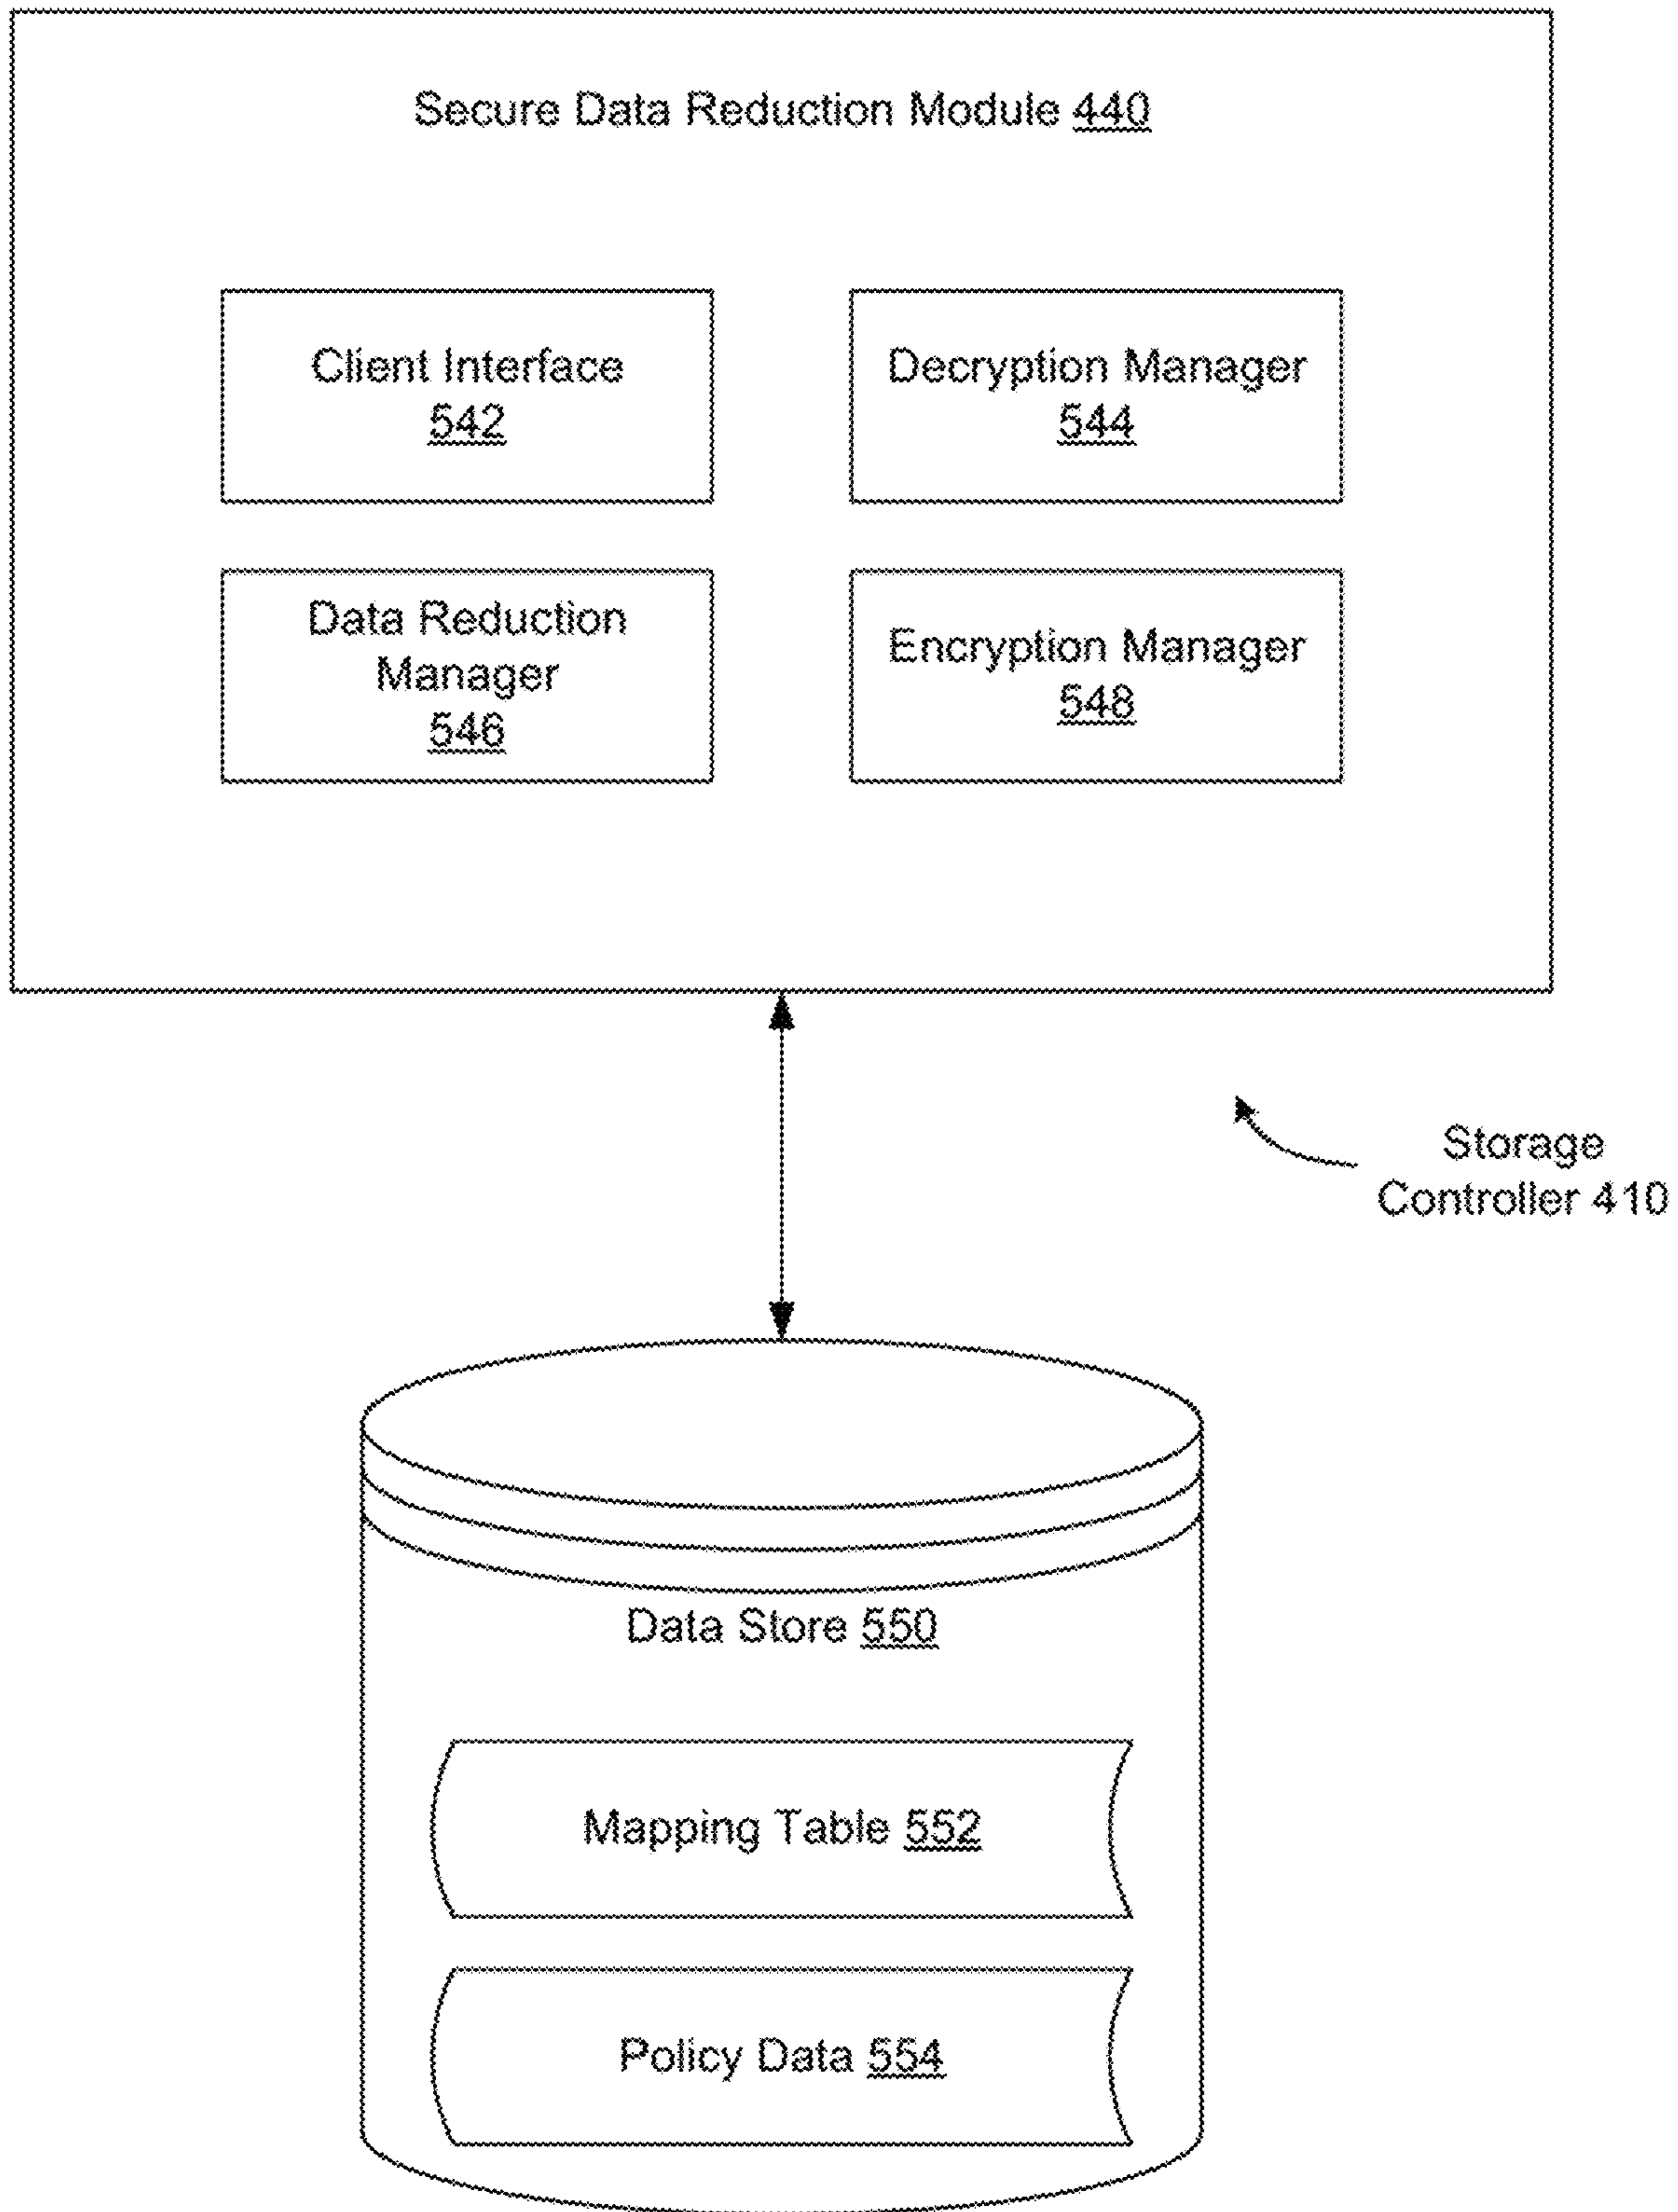 Secure Data Reduction Module 440
Client Interface
542
Decryption Manager
544
Data Reduction
Manager
546
Encryption Manager
548
Storage
Controller 410
Data Store 550
Mapping Table 552
Policy Data 554